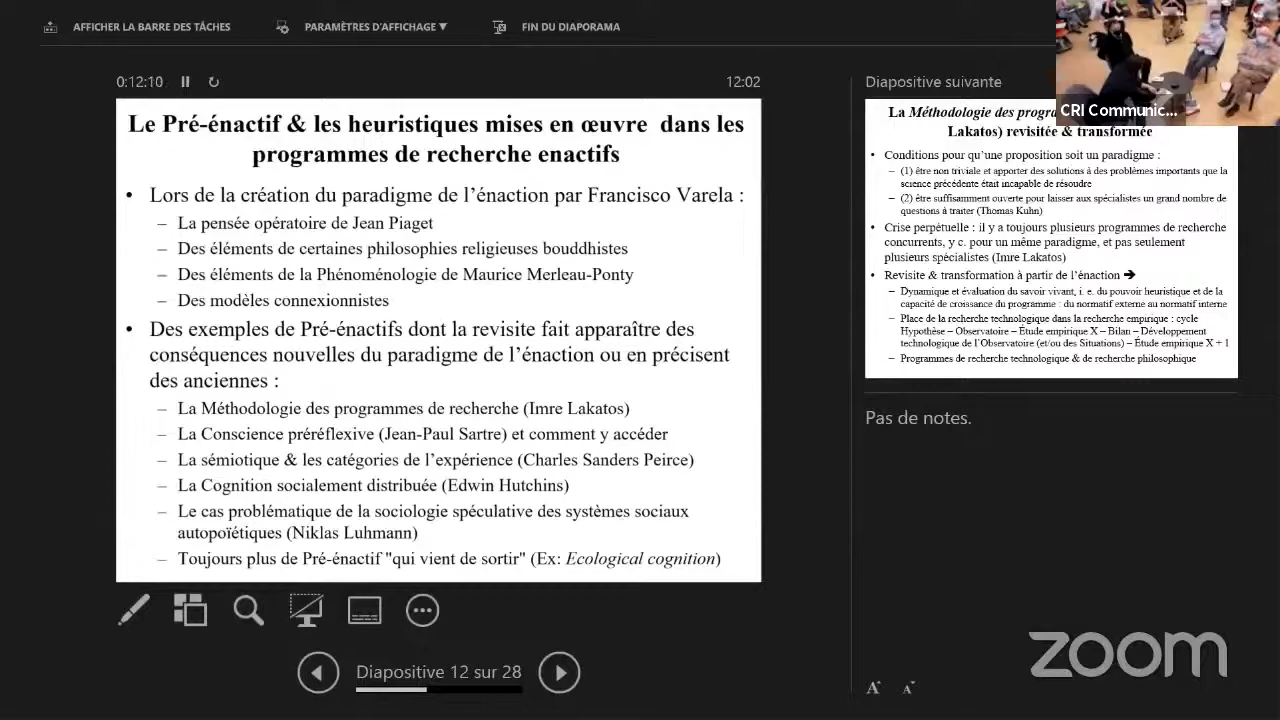 AFFICHER LA BARRE DES TÂCHES
PARAMÈTRES D'AFFICHAGE ▼
FIN DU DIAPORAMA
0:12:10
12:02
Le Pré-énactif & les heuristiques mises en œuvre dans les
programmes de recherche enactifs
• Lors de la création du paradigme de l'énaction par Francisco Varela :
– La pensée opératoire de Jean Piaget
– Des éléments de certaines philosophies religieuses bouddhistes
– Des éléments de la Phénoménologie de Maurice Merleau-Ponty
– Des modèles connexionnistes
• Des exemples de Pré-énactifs dont la revisite fait apparaître des
conséquences nouvelles du paradigme de l'énaction ou en précisent
des anciennes :
– La Méthodologie des programmes de recherche (Imre Lakatos)
– La Conscience préréflexive (Jean-Paul Sartre) et comment y accéder
– La sémiotique & les catégories de l'expérience (Charles Sanders Peirce)
– La Cognition socialement distribuée (Edwin Hutchins)
– Le cas problématique de la sociologie spéculative des systèmes sociaux
autopoïétiques (Niklas Luhmann)
– Toujours plus de Pré-énactif "qui vient de sortir" (Ex: Ecological cognition)
Diapositive 12 sur 28
Diapositive suivante
CRI Communic...
La Méthodologie des progr
Lakatos) revisitée & transformée
• Conditions pour qu'une proposition soit un paradigme :
– (1) être non triviale et apporter des solutions à des problèmes importants que la
science précédente était incapable de résoudre
– (2) être suffisamment ouverte pour laisser aux spécialistes un grand nombre de
questions à traiter (Thomas Kuhn)
• Crise perpétuelle : il y a toujours plusieurs programmes de recherche
concurrents, y c. pour un même paradigme, et pas seulement
plusieurs spécialistes (Imre Lakatos)
• Revisite & transformation à partir de l'énaction ➔
– Dynamique et évaluation du savoir vivant, i. e. du pouvoir heuristique et de la
capacité de croissance du programme : du normatif externe au normatif interne
– Place de la recherche technologique dans la recherche empirique : cycle
Hypothèse – Observatoire – Étude empirique X – Bilan – Développement
technologique de l'Observatoire (et/ou des Situations) – Étude empirique X + 1
– Programmes de recherche technologique & de recherche philosophique
Pas de notes.
A A
zoom